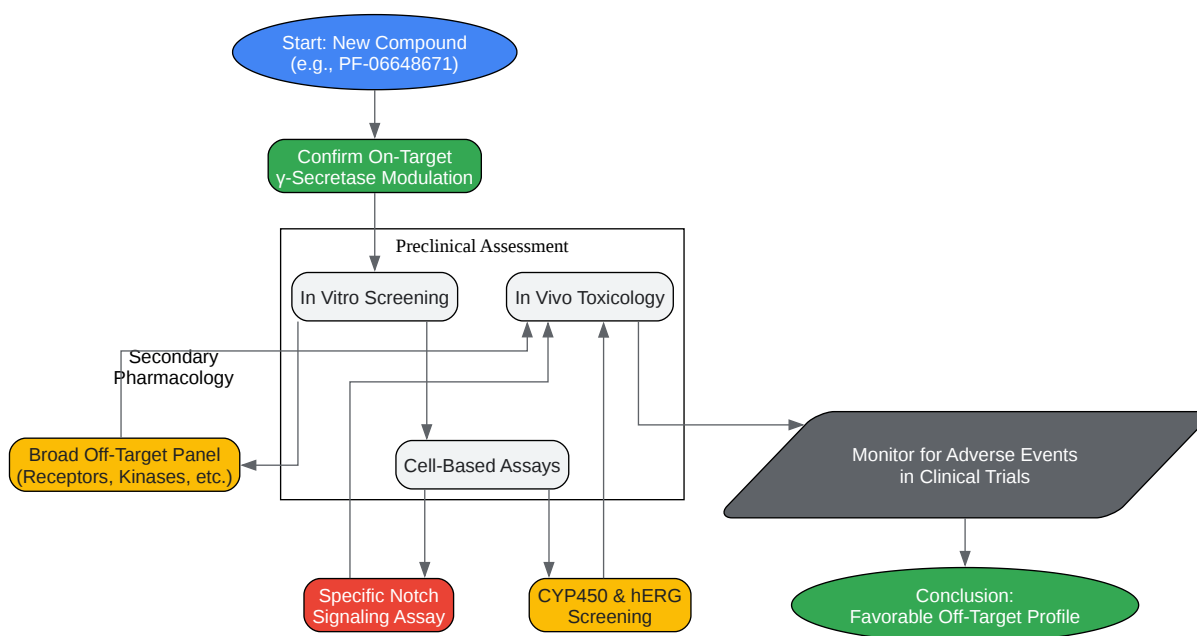 Start: New Compound
(e.g., PF-06648671)
Confirm On-Target
γ-Secretase Modulation
Preclinical Assessment
In Vitro Screening
In Vivo Toxicology
Secondary
Pharmacology
Broad Off-Target Panel
(Receptors, Kinases, etc.)
Cell-Based Assays
Monitor for Adverse Events
in Clinical Trials
Specific Notch
Signaling Assay
CYP450 & hERG
Screening
Conclusion:
Favorable Off-Target Profile